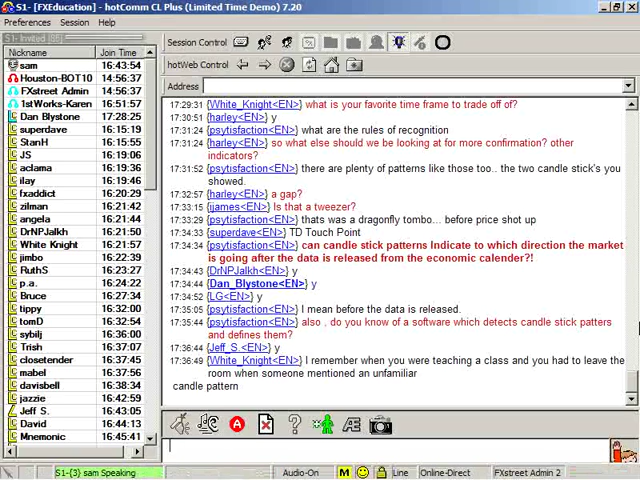 S1- [FXEducation] - hotComm CL Plus (Limited Time Demo) 7.20
Preferences Session Help
S1- Invited (85)
Nickname Join Time
sam 16:43:54
Houston-BOT10 14:56:37
FXstreet Admin 14:56:37
1stWorks-Karen 16:51:57
Dan Blystone 17:28:25
superdave 16:15:19
StanH 16:15:55
JS 16:19:06
aclama 16:19:06
ilay 16:19:06
fxaddict 16:20:29
zilman 16:21:42
angela 16:21:44
DrNPJalkh 16:21:50
White Knight 16:21:44
jimbo 16:22:39
RuthS 16:23:27
p.a. 16:24:22
Bruce 16:27:56
tippy 16:32:00
tomD 16:32:56
sybilj 16:34:36
Trish 16:37:11
closetender 16:37:49
mabel 16:37:56
davisbell 16:38:34
jazzie 16:42:59
Jeff S. 16:43:05
David 16:44:13
Mnemonic 16:45:41
Session Control
hotWeb Control
Address
17:29:31 {White_Knight<EN>} what is your favorite time frame to trade off of?
17:30:51 {harley<EN>} y
17:31:24 {psytisfaction<EN>} what are the rules of recognition
17:31:24 {harley<EN>} so what else should we be looking at for more confirmation? other
indicators?
17:31:52 {psytisfaction<EN>} there are plenty of patterns like those too.. the two candle stick's you
showed.
17:32:57 {harley<EN>} a gap?
17:33:15 {ijames<EN>} Is that a tweezer?
17:33:29 {psytisfaction<EN>} thats was a dragonfly tombo... before price shot up
17:34:33 {superdave<EN>} TD Touch Point
17:34:34 {psytisfaction<EN>} can candle stick patterns Indicate to which direction the market
is going after the data is released from the economic calender?!
17:34:43 {DrNPJalkh<EN>} y
17:34:44 {Dan_Blystone<EN>} y
17:34:52 {LG<EN>} y
17:35:05 {psytisfaction<EN>} I mean before the data is released.
17:35:44 {psytisfaction<EN>} also , do you know of a software which detects candle stick patters
and defines them?
17:36:44 {Jeff_S.<EN>} y
17:36:49 {White_Knight<EN>} I remember when you were teaching a class and you had to leave the
room when someone mentioned an unfamiliar
candle pattern
S1-{3} sam Speaking
Audio-On
M
Line
Online-Direct
FXstreet Admin 2